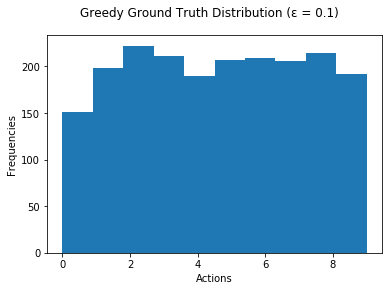 Greedy Ground Truth Distribution (ε = 0.1)
200
150
100
50
0
Frequencies
0 2 4 6 8
Actions